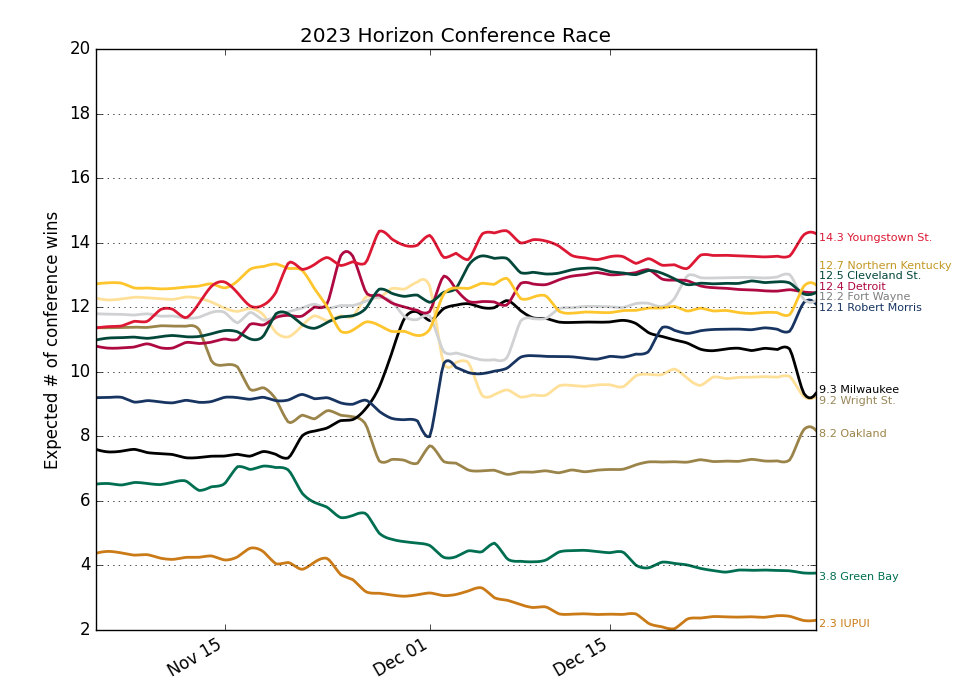 2023 Horizon Conference Race
Expected # of conference wins
20
18
16
14
12
10
8
6
4
2
Nov 15
Dec 01
Dec 15
14.3 Youngstown St.
12.7 Northern Kentucky
12.5 Cleveland St.
12.4 Detroit
12.2 Fort Wayne
12.1 Robert Morris
9.3 Milwaukee
9.2 Wright St.
8.2 Oakland
3.8 Green Bay
2.3 IUPUI